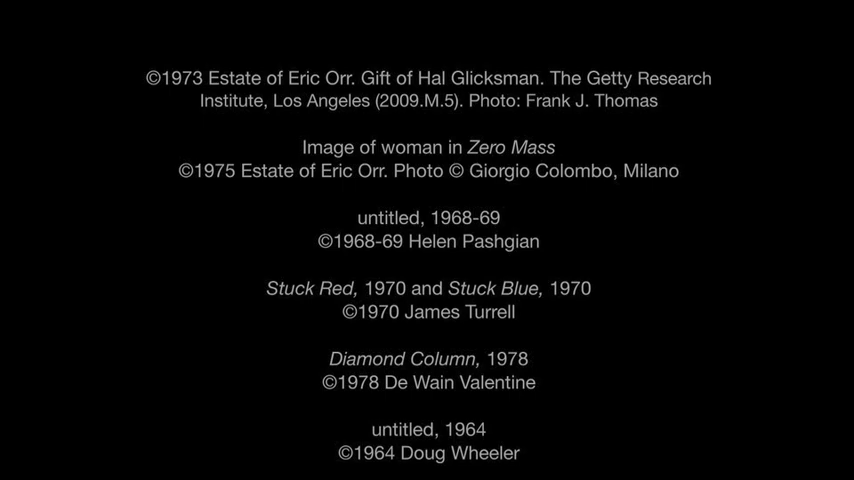 ©1973 Estate of Eric Orr. Gift of Hal Glicksman. The Getty Research
Institute, Los Angeles (2009.M.5). Photo: Frank J. Thomas
Image of woman in Zero Mass
©1975 Estate of Eric Orr. Photo © Giorgio Colombo, Milano
untitled, 1968-69
©1968-69 Helen Pashgian
Stuck Red, 1970 and Stuck Blue, 1970
©1970 James Turrell
Diamond Column, 1978
©1978 De Wain Valentine
untitled, 1964
©1964 Doug Wheeler